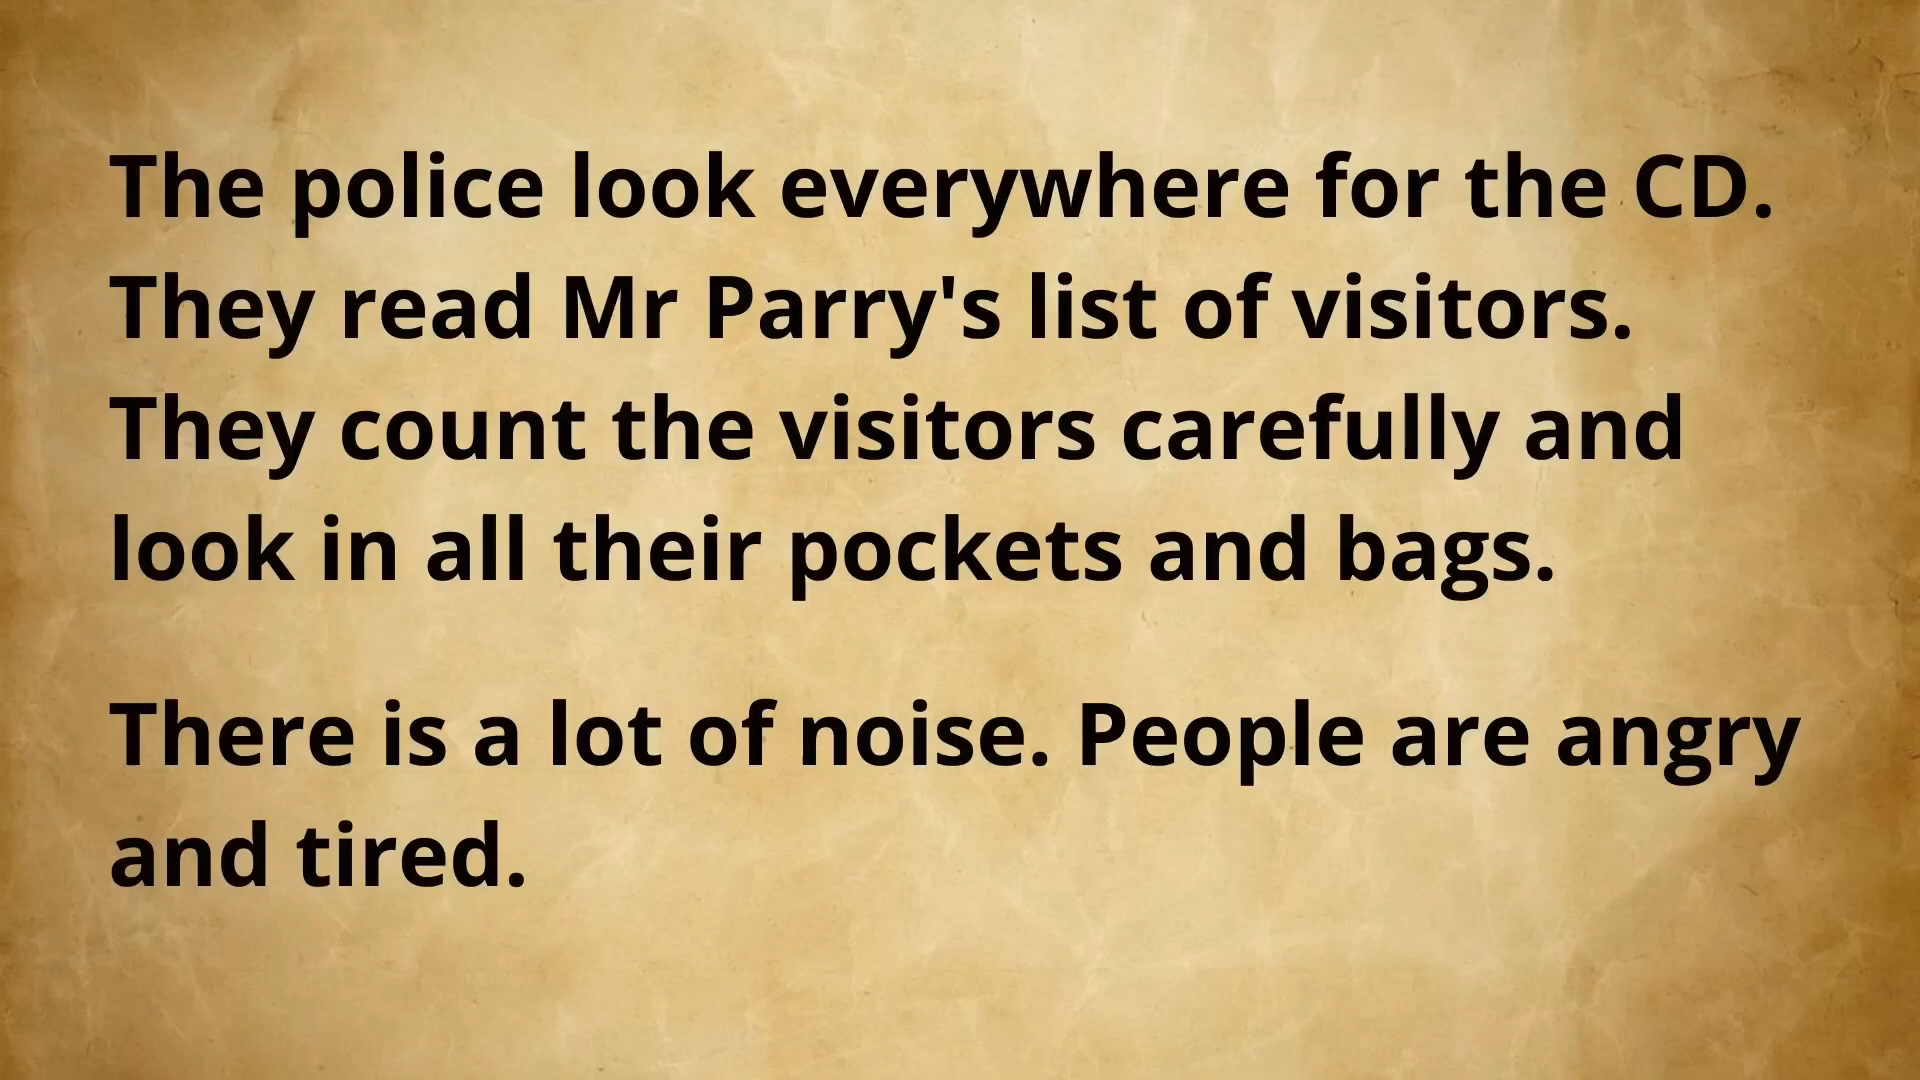 The police look everywhere for the CD.
They read Mr Parry's list of visitors.
They count the visitors carefully and
look in all their pockets and bags.
There is a lot of noise. People are angry
and tired.